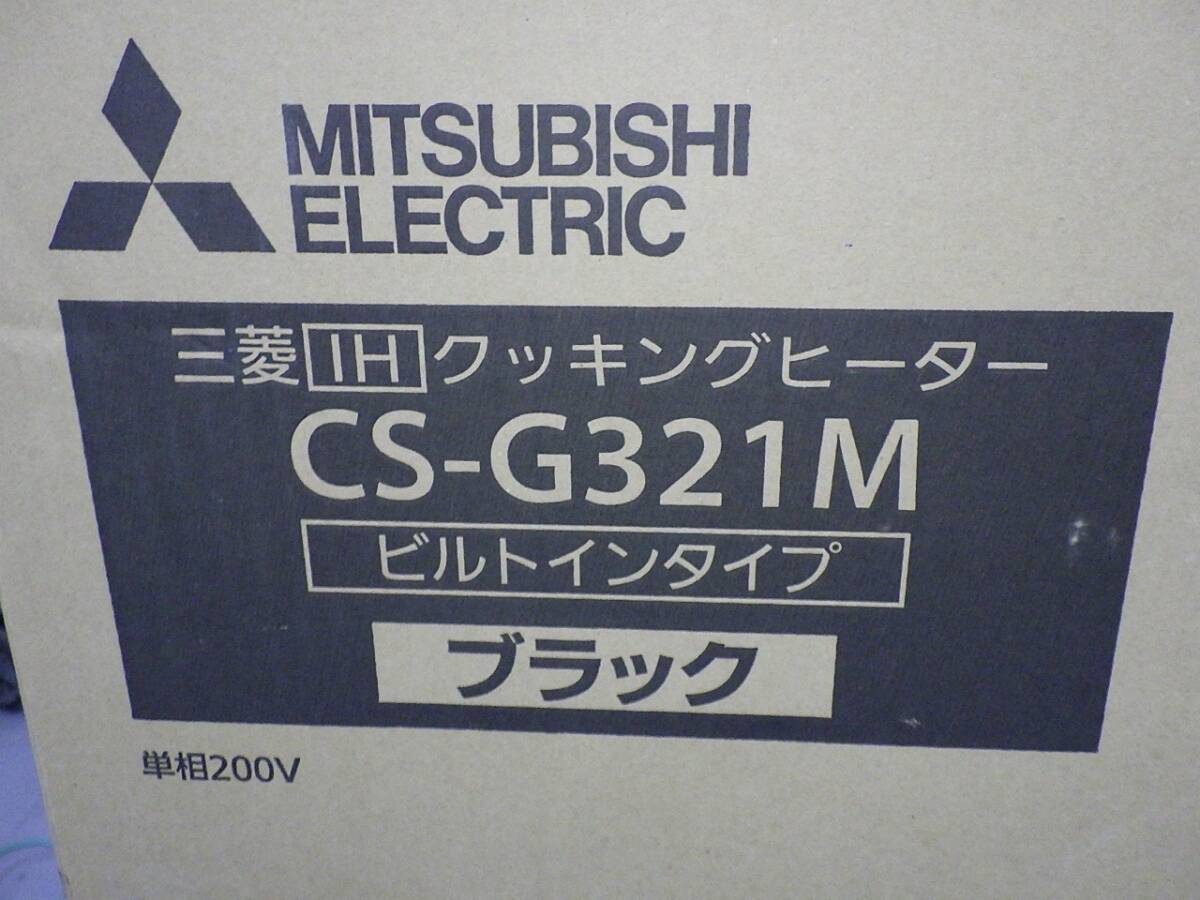 MITSUBISHI
ELECTRIC
三菱IHクッキングヒーター
CS-G321M
ビルトインタイプ
ブラック
単相200V